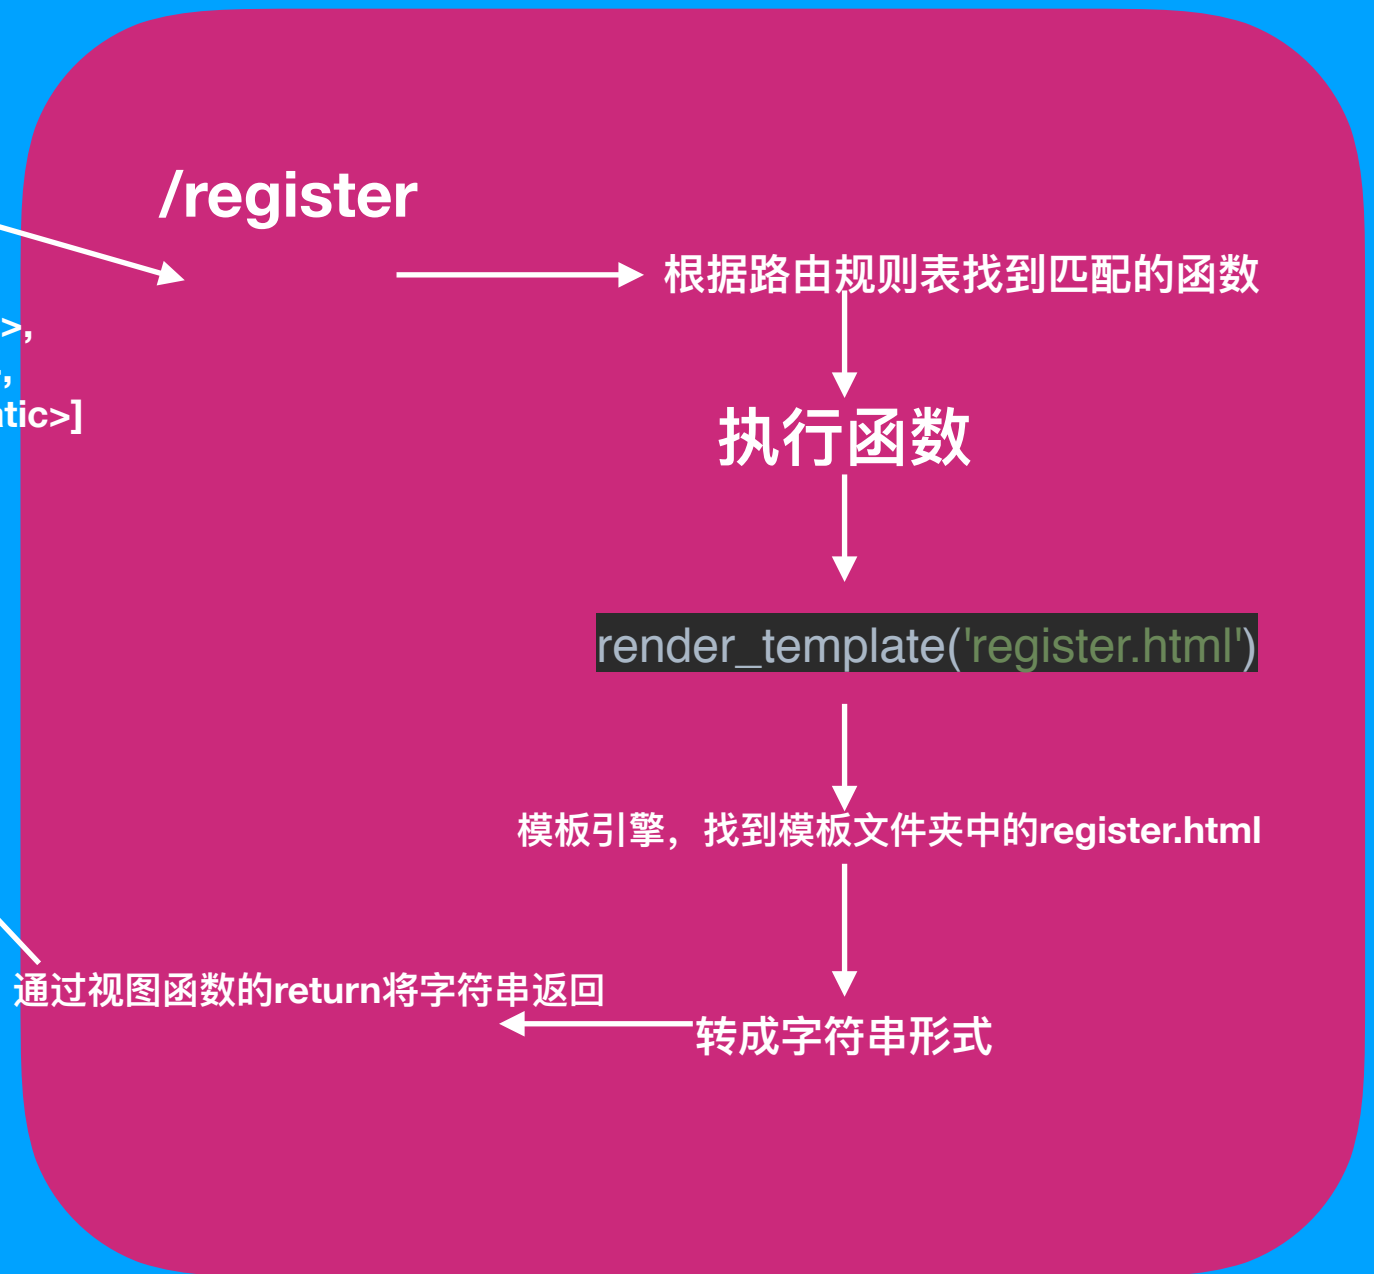 /register
根据路由规则表找到匹配的函数
>,
,
tic>]
执行函数
render_template('register.html')
模板引擎，找到模板文件夹中的register.html
通过视图函数的return将字符串返回
转成字符串形式